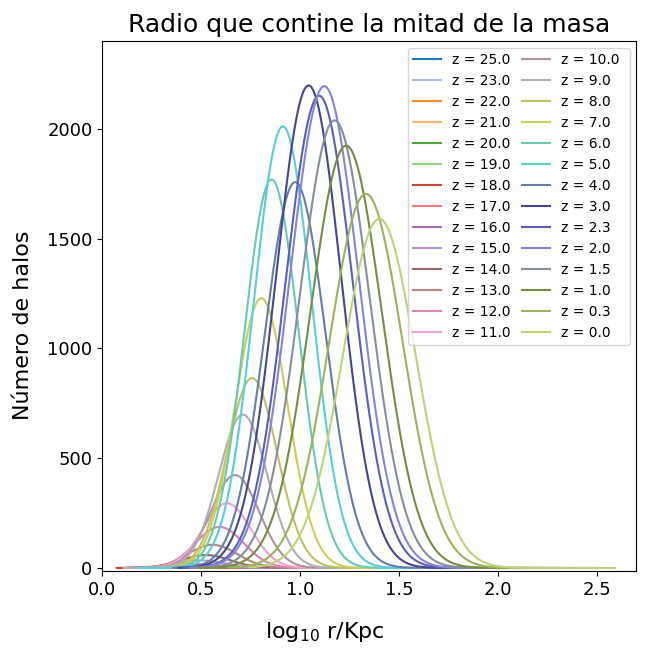 Radio que contine la mitad de la masa
z = 25.0
z = 23.0
z = 22.0
z = 21.0
z = 20.0
z = 19.0
z = 18.0
z = 17.0
z = 16.0
z = 15.0
z = 14.0
z = 13.0
z = 12.0
z = 11.0
z = 10.0
z = 9.0
z = 8.0
z = 7.0
z = 6.0
z = 5.0
z = 4.0
z = 3.0
z = 2.3
z = 2.0
z = 1.5
z = 1.0
z = 0.3
z = 0.0
Número de halos
2000
1500
1000
500
0
0.0 0.5 1.0 1.5 2.0 2.5
log₁₀ r/Kpc